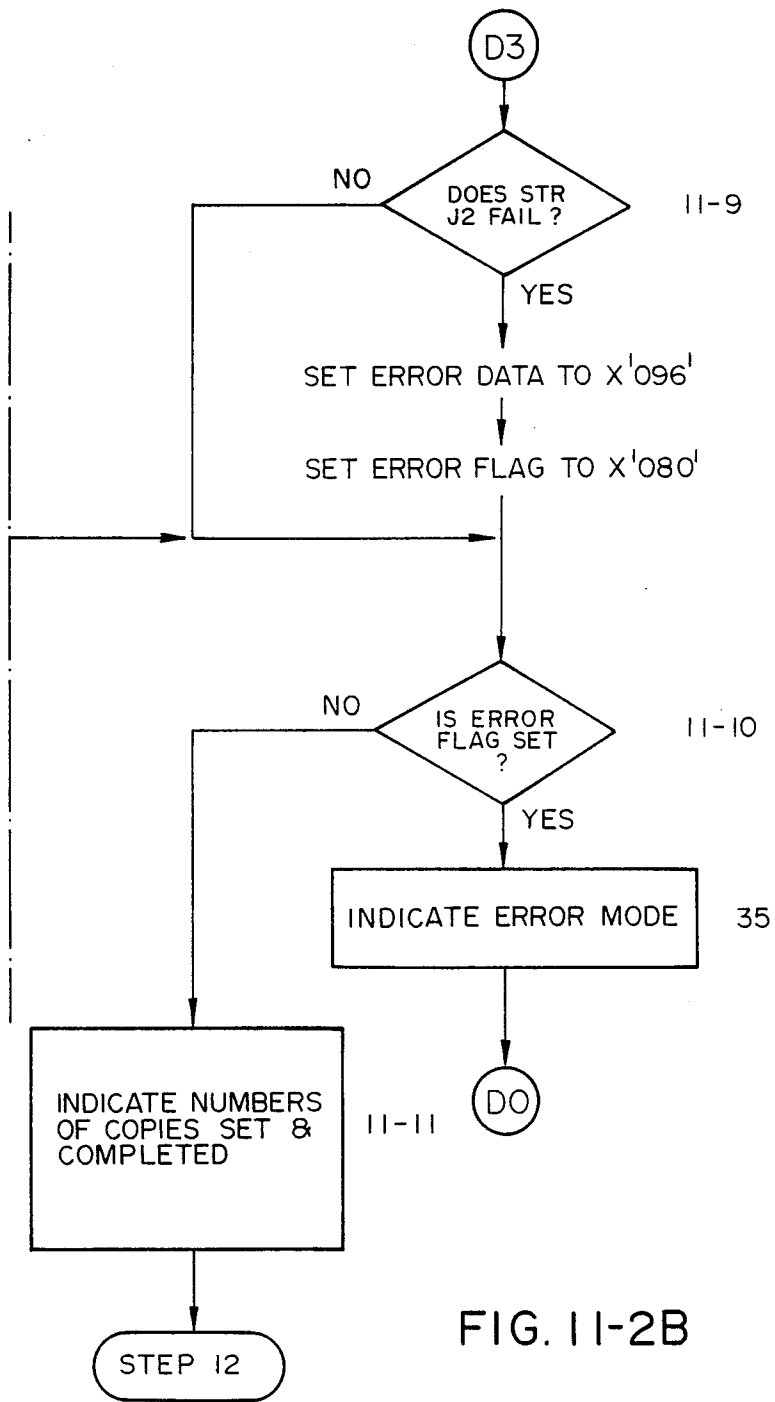 D3
NO
DOES STR
J2 FAIL?
11-9
YES
SET ERROR DATA TO X'096'
SET ERROR FLAG TO X'080'
NO
IS ERROR
FLAG SET
?
11-10
YES
INDICATE ERROR MODE
35
INDICATE NUMBERS
OF COPIES SET &
COMPLETED
11-11
D0
STEP 12
FIG. 11-2B